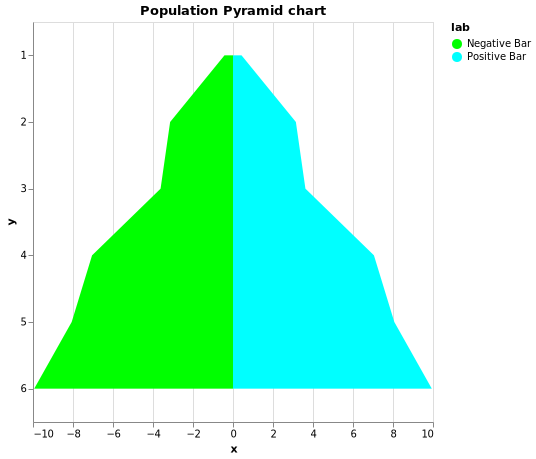 Population Pyramid chart
lab
Negative Bar
Positive Bar
y
1
2
3
4
5
6
−10 −8 −6 −4 −2 0 2 4 6 8 10
x